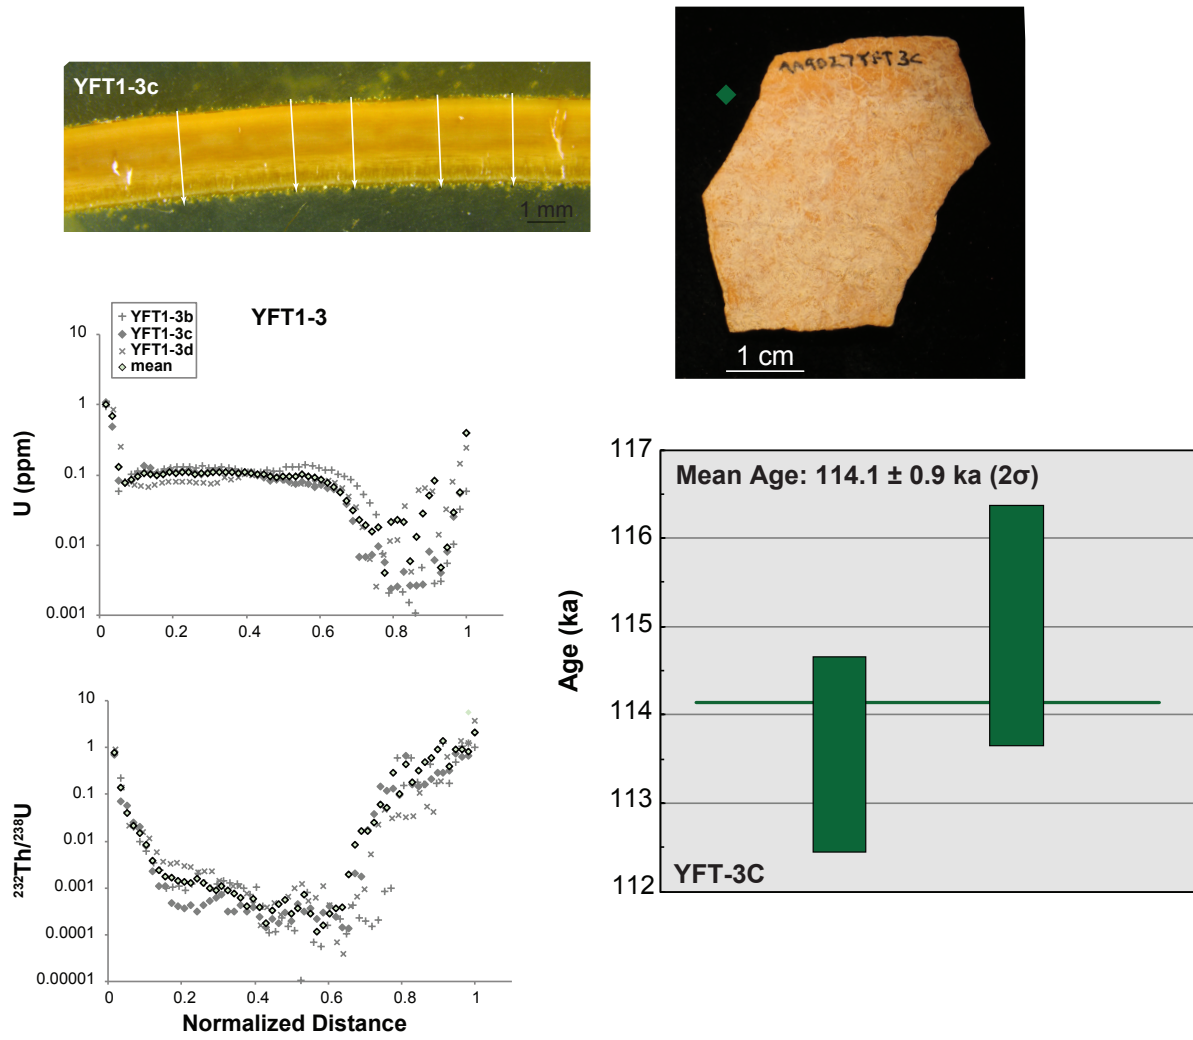 YFT1-3c
1 mm
AA9027YFT3C
1 cm
YFT1-3
YFT1-3b
YFT1-3c
YFT1-3d
mean
U (ppm)
10
1
0.1
0.01
0.001
0
0.2
0.4
0.6
0.8
1
²³²Th/²³⁸U
10
1
0.1
0.01
0.001
0.0001
0.00001
0
0.2
0.4
0.6
0.8
1
Normalized Distance
Age (ka)
117
116
115
114
113
112
Mean Age: 114.1 ± 0.9 ka (2σ)
YFT-3C